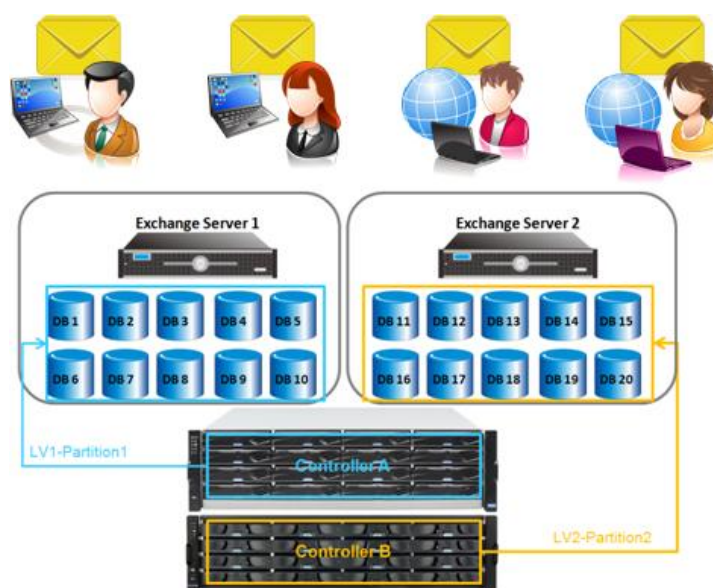 Exchange Server 1
Exchange Server 2
DB 1 DB 2 DB 3 DB 4 DB 5
DB 11 DB 12 DB 13 DB 14 DB 15
DB 6 DB 7 DB 8 DB 9 DB 10
DB 16 DB 17 DB 18 DB 19 DB 20
LV1-Partition1
Controller A
Controller B
LV2-Partition2